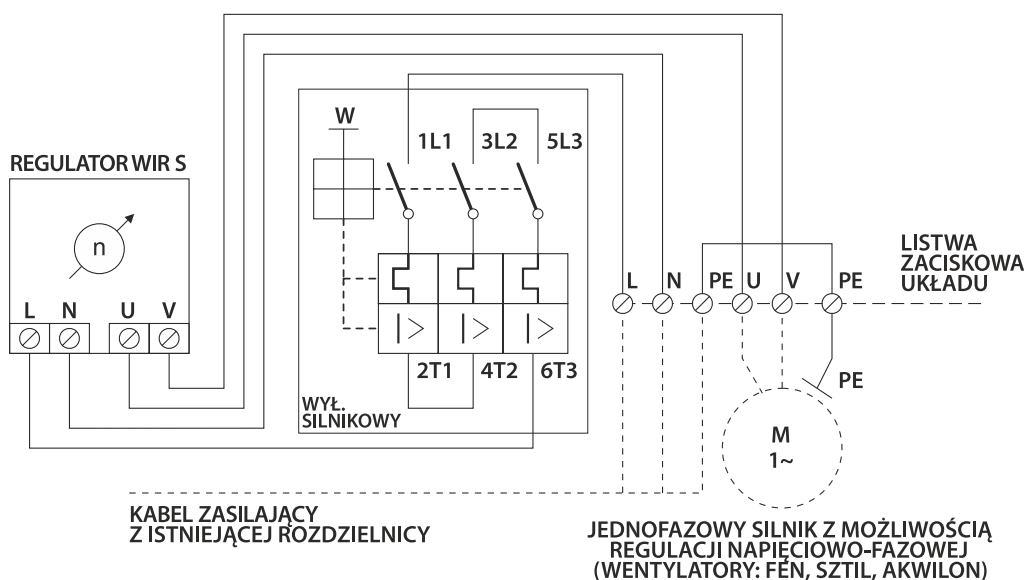 W
1L1 3L2 5L3
REGULATOR WIR S
n
LISTWA
ZACISKOWA
UKŁADU
L N PE U V PE
L N U V
2T1 4T2 6T3
PE
WYŁ.
SILNIKOWY
M
1~
KABEL ZASILAJĄCY
Z ISTNIEJĄCEJ ROZDZIELNICY
JEDNOFAZOWY SILNIK Z MOŻLIWOŚCIĄ
REGULACJI NAPIĘCIOWO-FAZOWEJ
(WENTYLATORY: FEN, SZTIL, AKWILON)